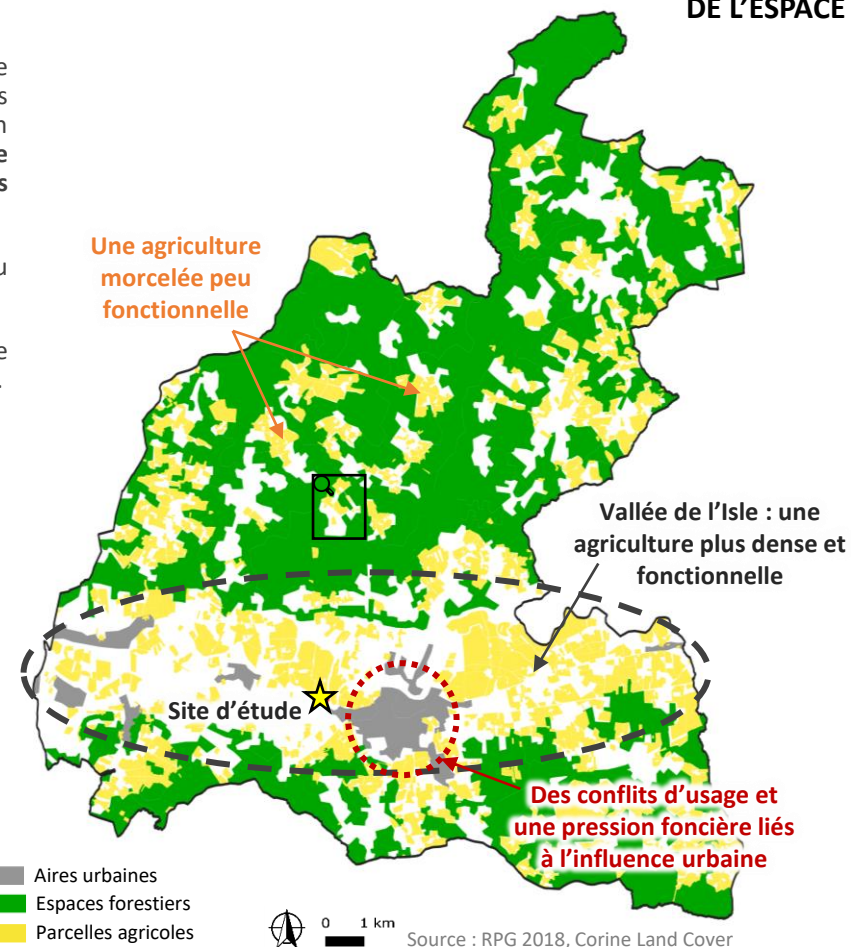 DE L'ESPACE
e
s
n
e
s
u
e
.
Une agriculture
morcelée peu
fonctionnelle
Vallée de l'Isle : une
agriculture plus dense et
fonctionnelle
Site d'étude
Des conflits d'usage et
une pression foncière liés
à l'influence urbaine
Aires urbaines
Espaces forestiers
Parcelles agricoles
0 1 km
Source : RPG 2018, Corine Land Cover